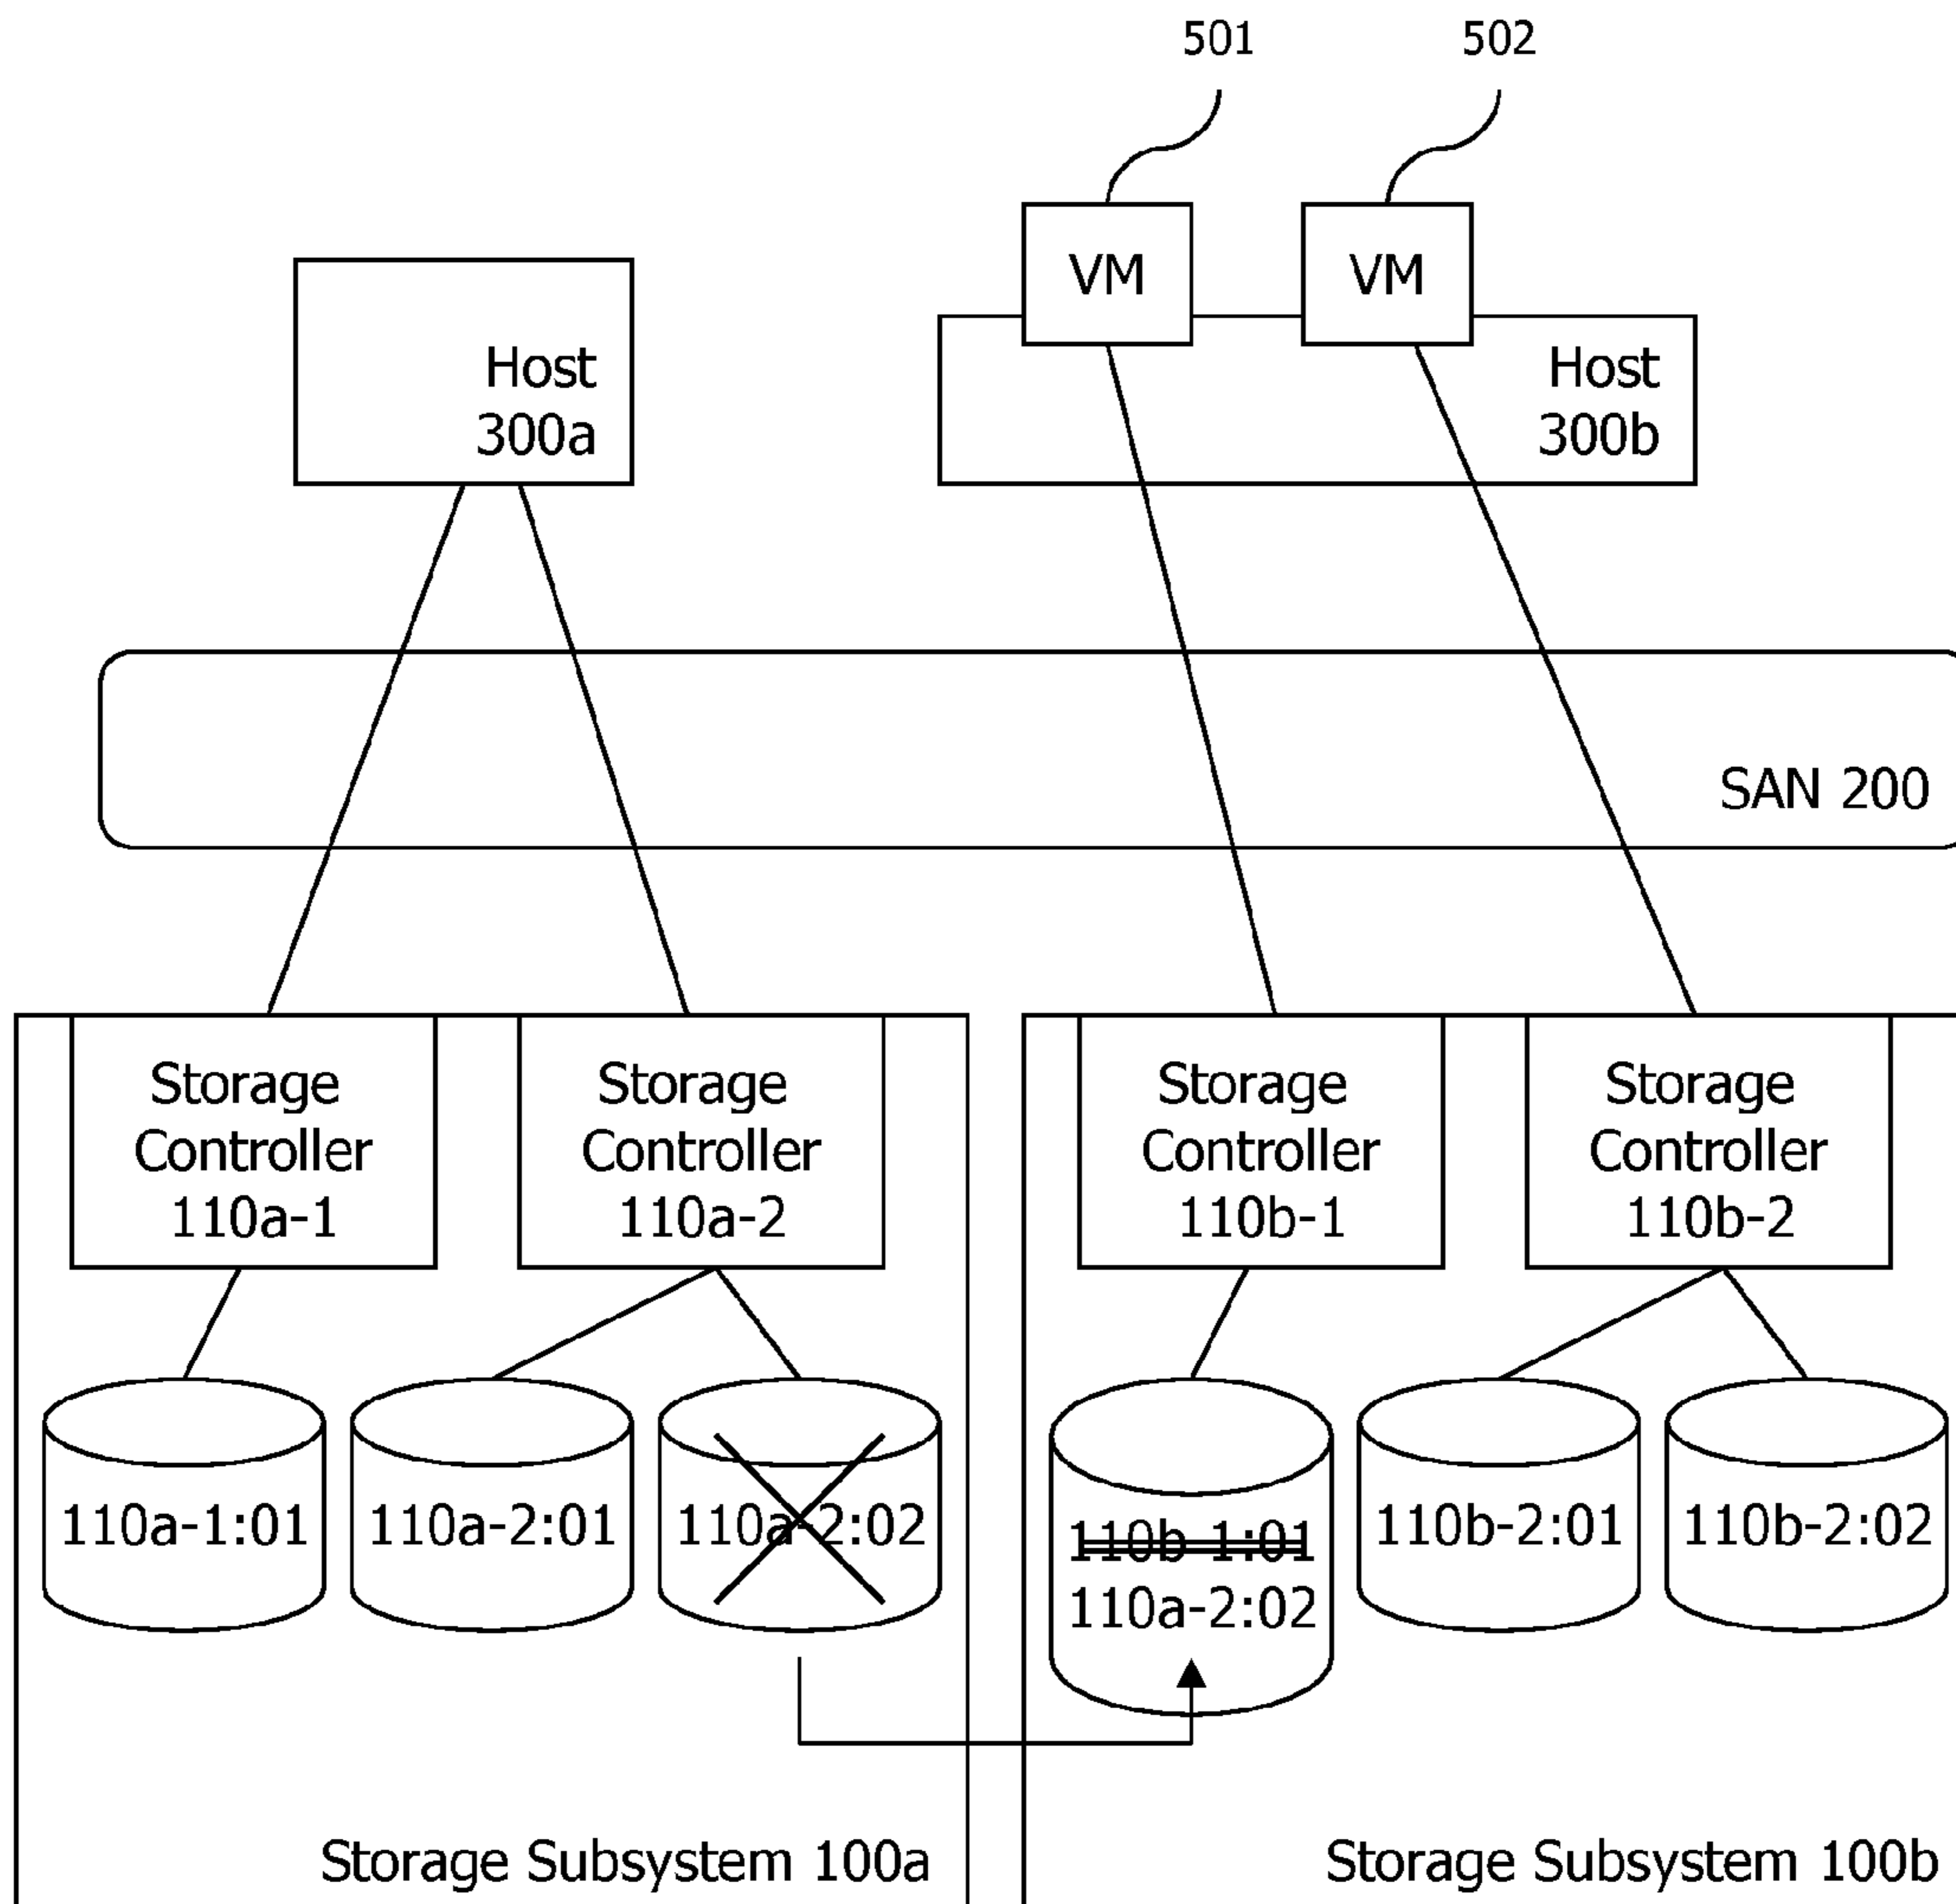 501
502
VM
VM
Host
300a
Host
300b
SAN 200
Storage
Controller
110a-1
Storage
Controller
110a-2
Storage
Controller
110b-1
Storage
Controller
110b-2
110a-1:01
110a-2:01
110a-2:02
110b-1:01
110a-2:02
110b-2:01
110b-2:02
Storage Subsystem 100a
Storage Subsystem 100b